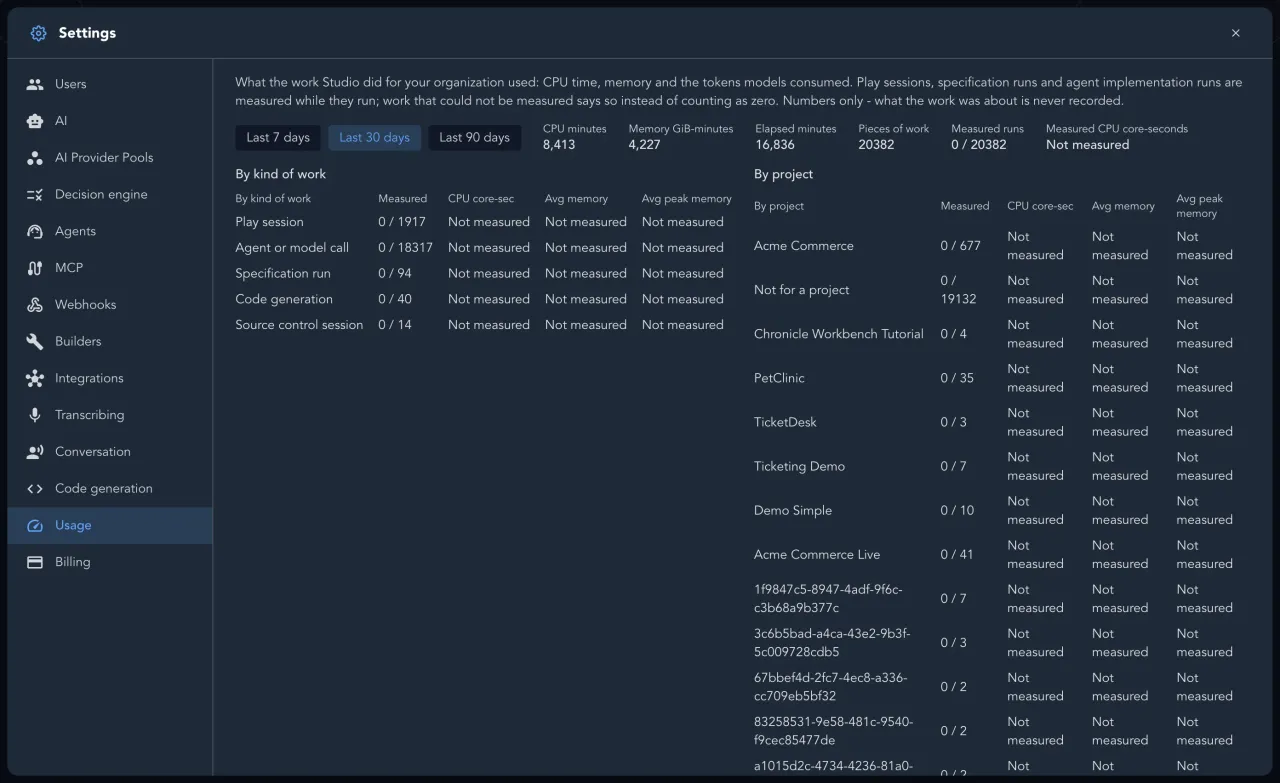 Settings
Users
AI
AI Provider Pools
Decision engine
Agents
MCP
Webhooks
Builders
Integrations
Transcribing
Conversation
Code generation
Usage
Billing
What the work Studio did for your organization used: CPU time, memory and the tokens models consumed. Play sessions, specification runs and agent implementation runs are
measured while they run; work that could not be measured says so instead of counting as zero. Numbers only - what the work was about is never recorded.
Last 7 days Last 30 days Last 90 days
CPU minutes Memory GiB-minutes Elapsed minutes Pieces of work Measured runs Measured CPU core-seconds
8,413 4,227 16,836 20382 0 / 20382 Not measured
By kind of work
By kind of work Measured CPU core-sec Avg memory Avg peak memory
Play session 0 / 1917 Not measured Not measured Not measured
Agent or model call 0 / 18317 Not measured Not measured Not measured
Specification run 0 / 94 Not measured Not measured Not measured
Code generation 0 / 40 Not measured Not measured Not measured
Source control session 0 / 14 Not measured Not measured Not measured
By project
By project Measured CPU core-sec Avg memory Avg peak
memory
Acme Commerce 0 / 677 Not Not Not
measured measured measured
Not for a project 0 / Not Not Not
19132 measured measured measured
Chronicle Workbench Tutorial 0 / 4 Not Not Not
measured measured measured
PetClinic 0 / 35 Not Not Not
measured measured measured
TicketDesk 0 / 3 Not Not Not
measured measured measured
Ticketing Demo 0 / 7 Not Not Not
measured measured measured
Demo Simple 0 / 10 Not Not Not
measured measured measured
Acme Commerce Live 0 / 41 Not Not Not
measured measured measured
1f9847c5-8947-4adf-9f6c- 0 / 7 Not Not Not
c3b68a9b377c measured measured measured
3c6b5bad-a4ca-43e2-9b3f- 0 / 3 Not Not Not
5c009728cdb5 measured measured measured
67bbef4d-2fc7-4ec8-a336- 0 / 2 Not Not Not
cc709eb5bf32 measured measured measured
83258531-9e58-481c-9540- 0 / 2 Not Not Not
f9cec85477de measured measured measured
a1015d2c-4734-4236-81a0- 0 / 2 Not Not Not